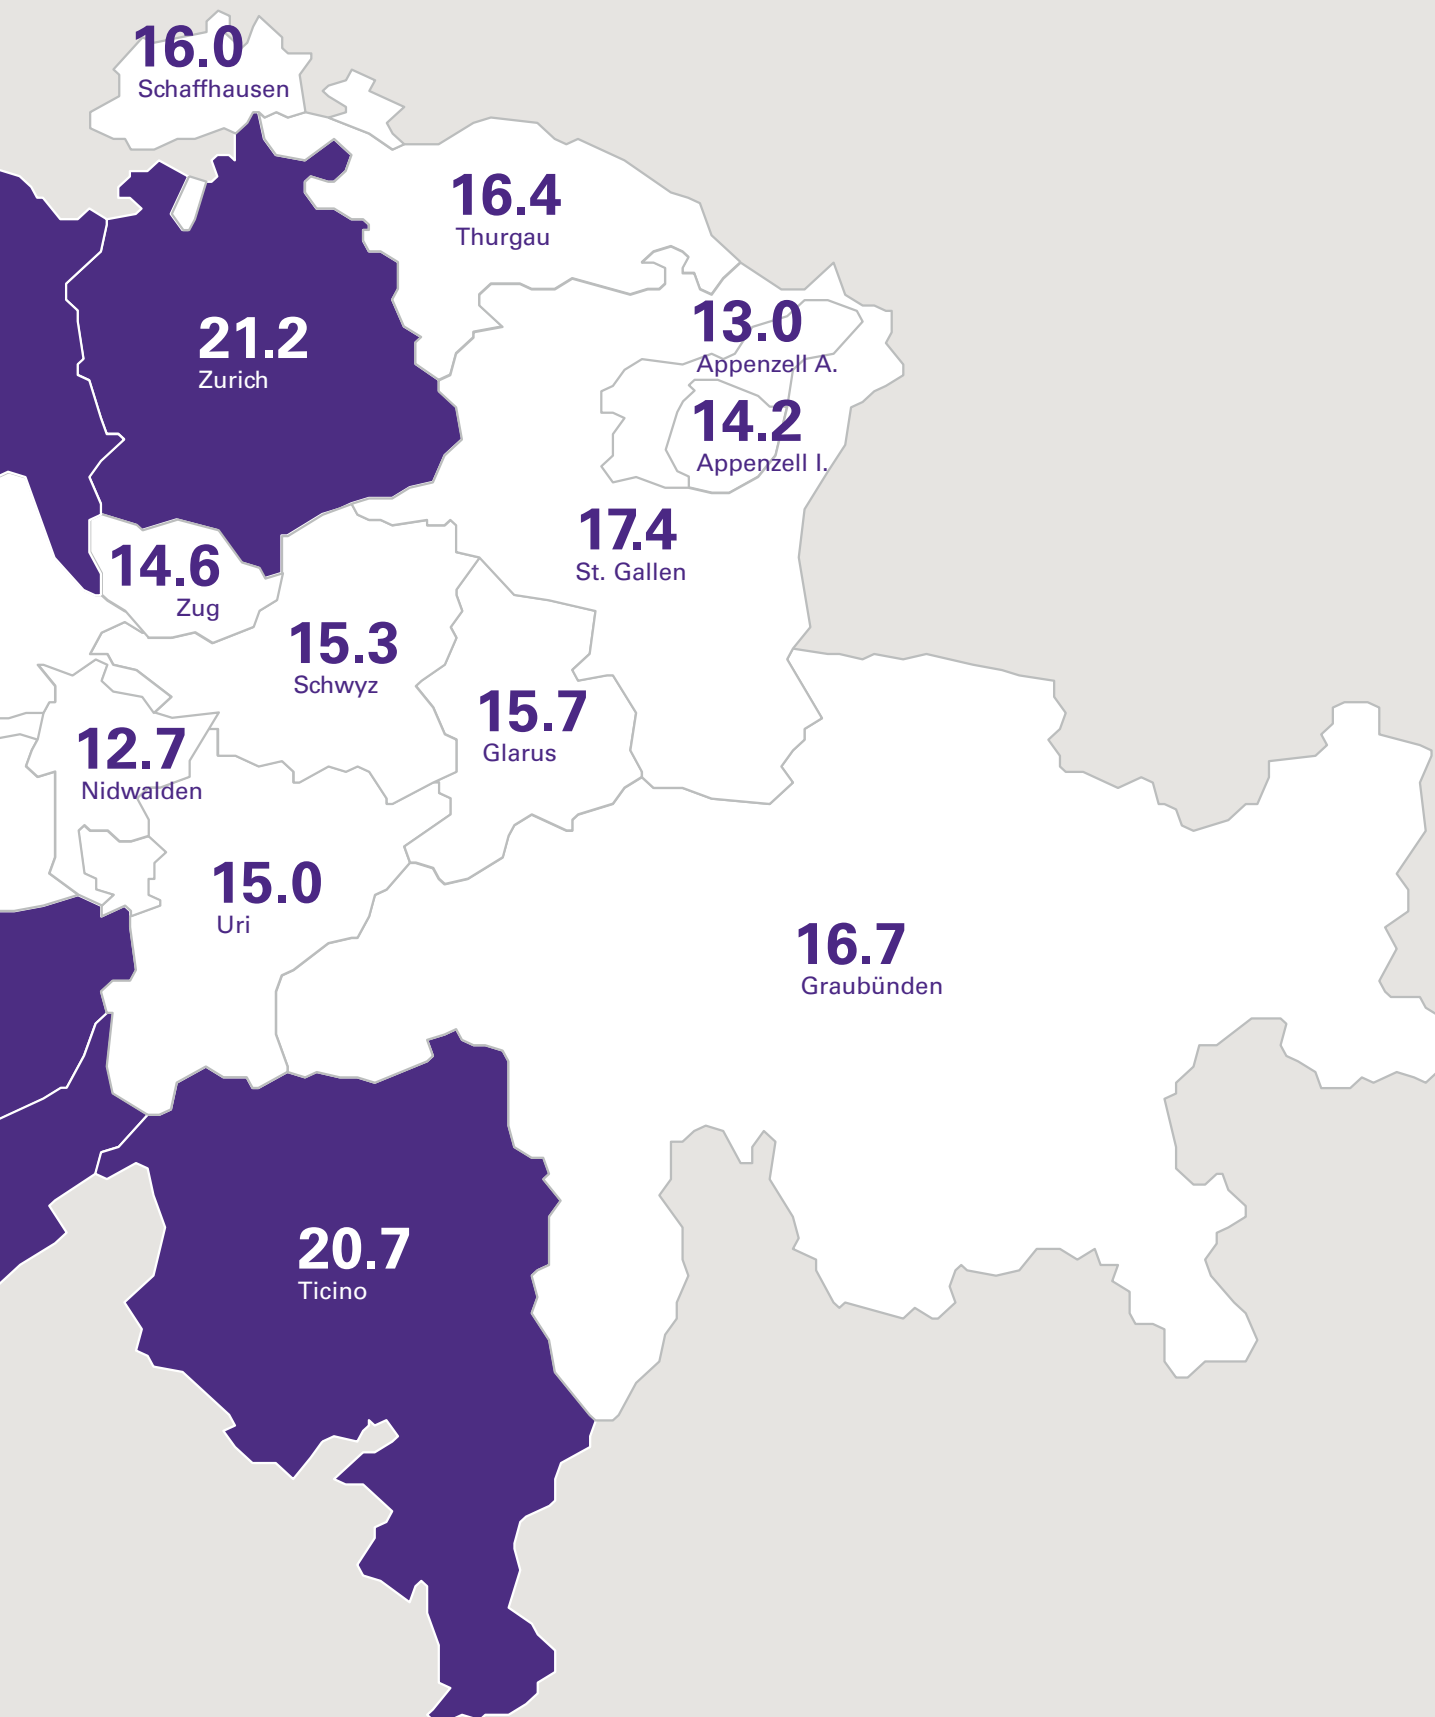 16.0
Schaffhausen
16.4
Thurgau
21.2
Zurich
13.0
Appenzell A.
14.2
Appenzell I.
17.4
St. Gallen
14.6
Zug
15.3
Schwyz
15.7
Glarus
12.7
Nidwalden
15.0
Uri
16.7
Graubünden
20.7
Ticino